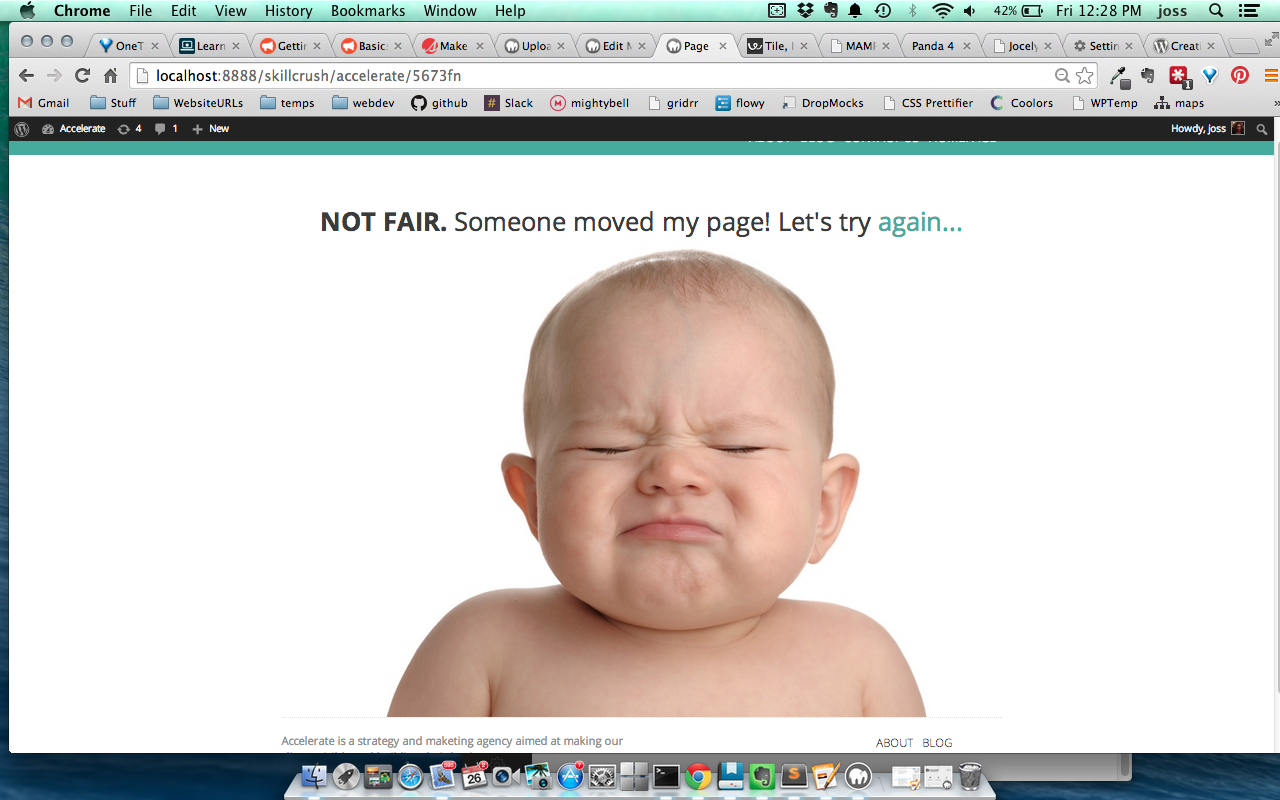 Chrome File Edit View History Bookmarks Window Help 42% Fri 12:28 PM joss
OneT Learn Gettin Basic Make Uploa Edit M Page Tile, MAMP Panda 4 Jocely Settin Creati
localhost:8888/skillcrush/accelerate/5673fn
1
Gmail Stuff WebsiteURLs temps webdev github Slack mightybell gridrr flowy DropMocks CSS Prettifier Coolors WPTemp maps »
Accelerate 4 1 New Howdy, joss
NOT FAIR. Someone moved my page! Let's try again...
Accelerate is a strategy and maketing agency aimed at making our
ABOUT BLOG
26